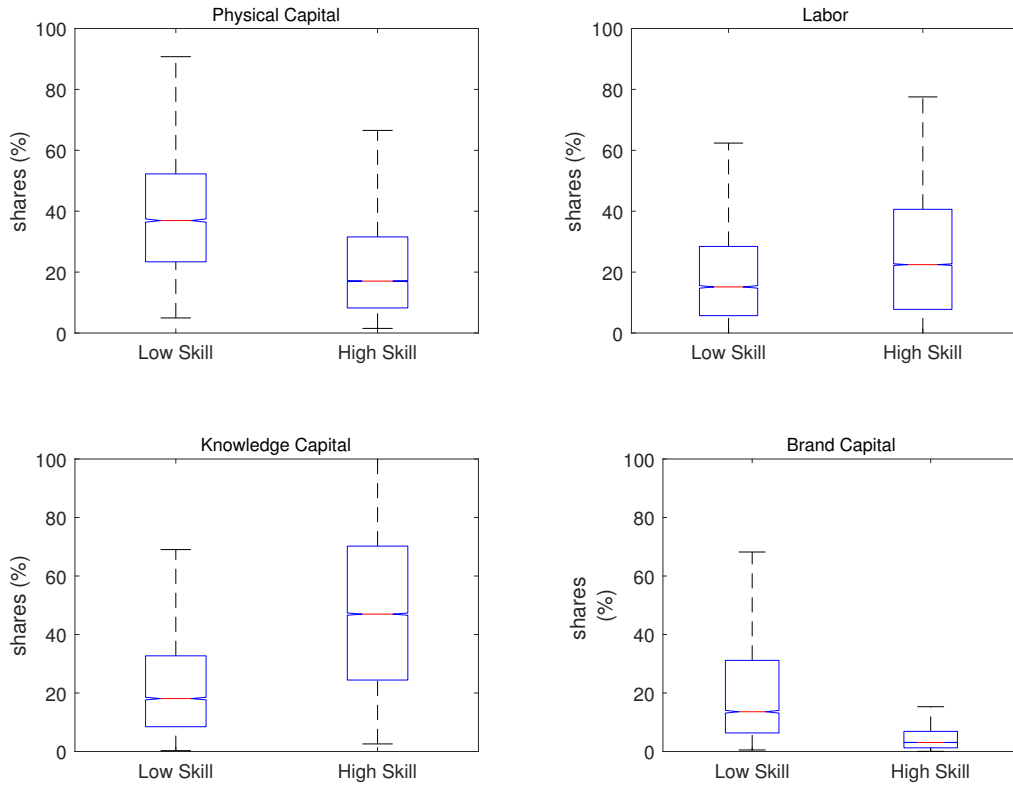 Physical Capital
100
80
60
40
20
0
shares (%)
Low Skill
High Skill
Labor
100
80
60
40
20
0
shares (%)
Low Skill
High Skill
Knowledge Capital
100
80
60
40
20
0
shares (%)
Low Skill
High Skill
Brand Capital
100
80
60
40
20
0
shares
(%)
Low Skill
High Skill